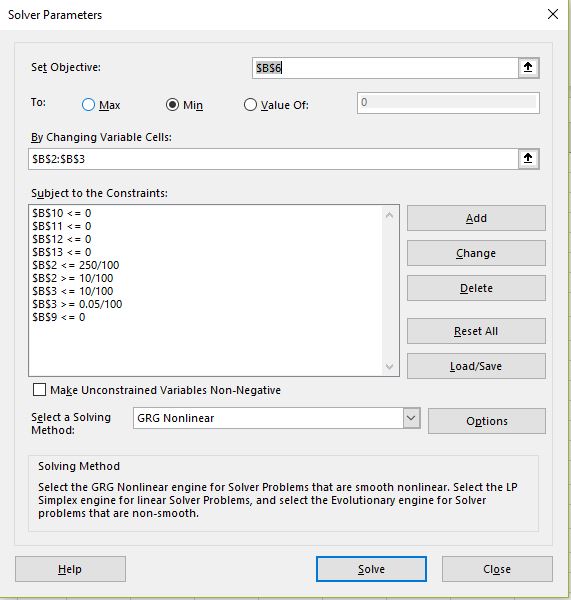 Solver Parameters
Set Objective:
$B$6
To:
Max
Min
Value Of:
0
By Changing Variable Cells:
$B$2:$B$3
Subject to the Constraints:
$B$10 <= 0
$B$11 <= 0
$B$12 <= 0
$B$13 <= 0
$B$2 <= 250/100
$B$2 >= 10/100
$B$3 <= 10/100
$B$3 >= 0.05/100
$B$9 <= 0
Add
Change
Delete
Reset All
Load/Save
Make Unconstrained Variables Non-Negative
Select a Solving
Method:
GRG Nonlinear
Options
Solving Method
Select the GRG Nonlinear engine for Solver Problems that are smooth nonlinear. Select the LP
Simplex engine for linear Solver Problems, and select the Evolutionary engine for Solver
problems that are non-smooth.
Help
Solve
Close